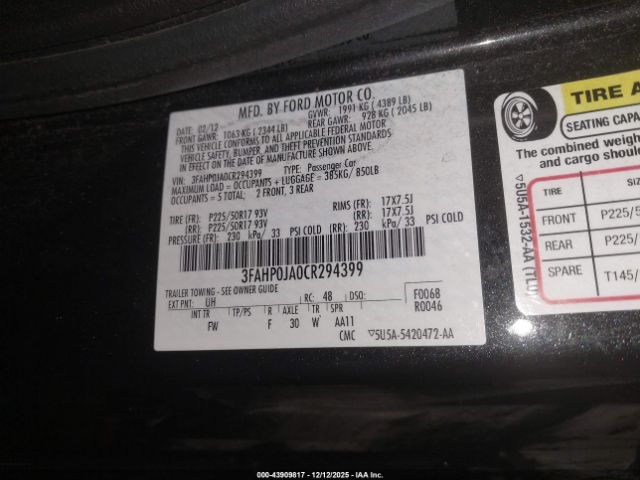 MFD. BY FORD MOTOR CO.
DATE: 02/12 GVWR: 1991 KG ( 4389 LB)
FRONT GAWR: 1063 KG ( 2344 LB) REAR GAWR: 928 KG ( 2045 LB)
THIS VEHICLE CONFORMS TO ALL APPLICABLE FEDERAL MOTOR
VEHICLE SAFETY, BUMPER, AND THEFT PREVENTION STANDARDS
IN EFFECT ON THE DATE OF MANUFACTURE SHOWN ABOVE.
VIN: 3FAHP0JA0CR294399 TYPE: Passenger Car
MAXIMUM LOAD = OCCUPANTS + LUGGAGE = 385KG/ 850LB
OCCUPANTS = 5 TOTAL: 2 FRONT, 3 REAR
TIRE (FR): P225/50R17 93V RIMS (FR): 17X7.5J
(RR): P225/50R17 93V (RR): 17X7.5J
PRESSURE (FR): 230 kPa/ 33 PSI COLD (RR): 230 kPa/ 33 PSI COLD
3FAHP0JA0CR294399
TRAILER TOWING - SEE OWNER GUIDE
EXT PNT: UH RC: 48 DSO: F0068
R0046
INT TR TP/PS R AXLE TR SPR
FW F 30 W AA11
CMC ▽5U5A-5420472-AA
TIRE A
SEATING CAPA
The combined weigh
and cargo shoul
TIRE SIZ
FRONT P225/5
REAR P225/
SPARE T145/
▽5U5A-1532-AA (TLU)
© 000-43909817 - 12/12/2025 - IAA Inc.